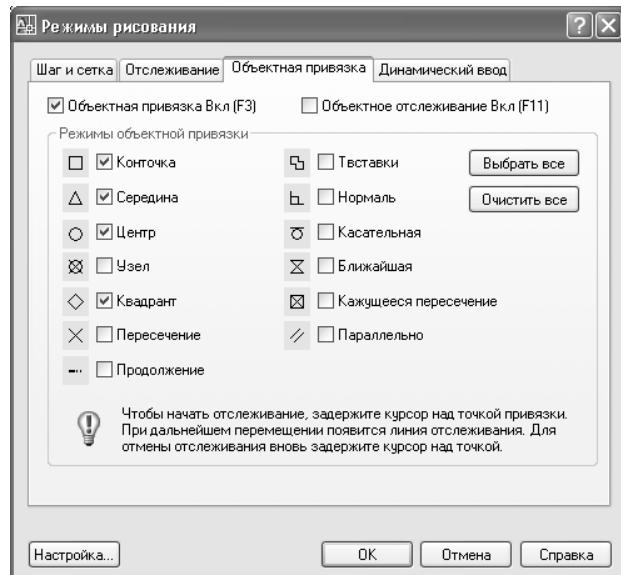 Режимы рисования
Шаг и сетка Отслеживание Объектная привязка Динамический ввод
Объектная привязка Вкл (F3) Объектное отслеживание Вкл (F11)
Режимы объектной привязки
Конточка Твставки Выбрать все
Середина Нормаль Очистить все
Центр Касательная
Узел Ближайшая
Квадрант Кажущееся пересечение
Пересечение Параллельно
Продолжение
Чтобы начать отслеживание, задержите курсор над точкой привязки.
При дальнейшем перемещении появится линия отслеживания. Для
отмены отслеживания вновь задержите курсор над точкой.
Настройка... OK Отмена Справка